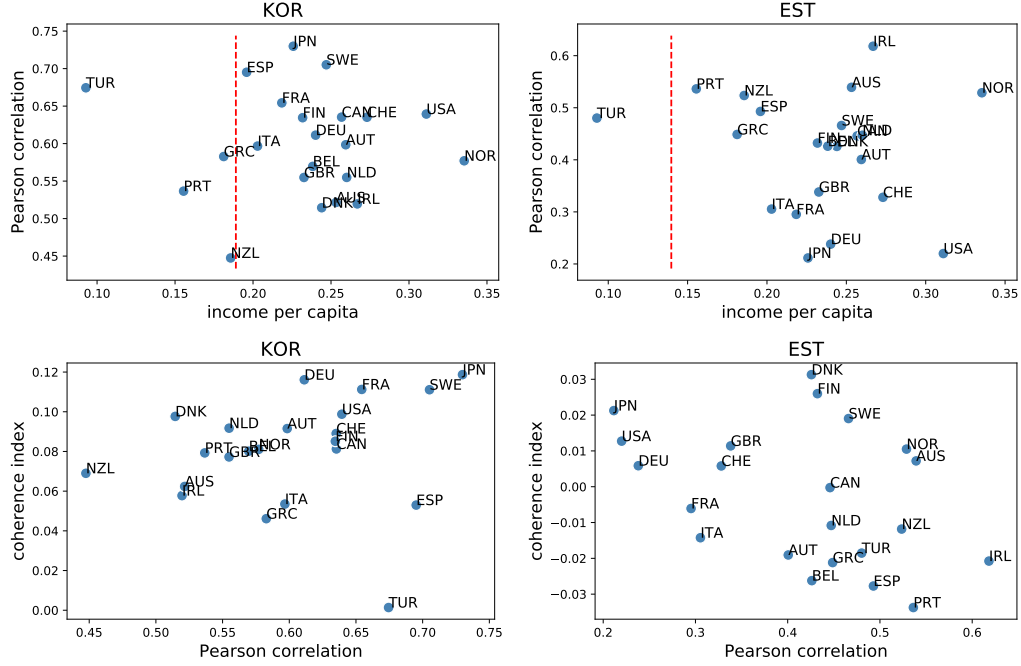 KOR
Pearson correlation
0.75
0.70
0.65
0.60
0.55
0.50
0.45
TUR
JPN
SWE
ESP
FRA
FIN
CAN
CHE
USA
DEU
ITA
AUT
GRC
BEL
NOR
GBR
NLD
PRT
AUS
DNK
IRL
NZL
0.10 0.15 0.20 0.25 0.30 0.35
income per capita
EST
Pearson correlation
0.6
0.5
0.4
0.3
0.2
IRL
AUS
NOR
PRT
NZL
ESP
TUR
SWE
GRC
CAN
NLD
FIN
BEL
DNK
AUT
GBR
CHE
ITA
FRA
DEU
JPN
USA
0.10 0.15 0.20 0.25 0.30 0.35
income per capita
KOR
coherence index
0.12
0.10
0.08
0.06
0.04
0.02
0.00
JPN
DEU
FRA
SWE
DNK
USA
NLD
AUT
CHE
FIN
CAN
PRT
GBR
BEL
NOR
NZL
AUS
IRL
ITA
ESP
GRC
TUR
0.45 0.50 0.55 0.60 0.65 0.70 0.75
Pearson correlation
EST
coherence index
0.03
0.02
0.01
0.00
−0.01
−0.02
−0.03
DNK
FIN
JPN
SWE
USA
GBR
NOR
DEU
CHE
AUS
CAN
FRA
NLD
NZL
ITA
AUT
TUR
GRC
IRL
BEL
ESP
PRT
0.2 0.3 0.4 0.5 0.6
Pearson correlation